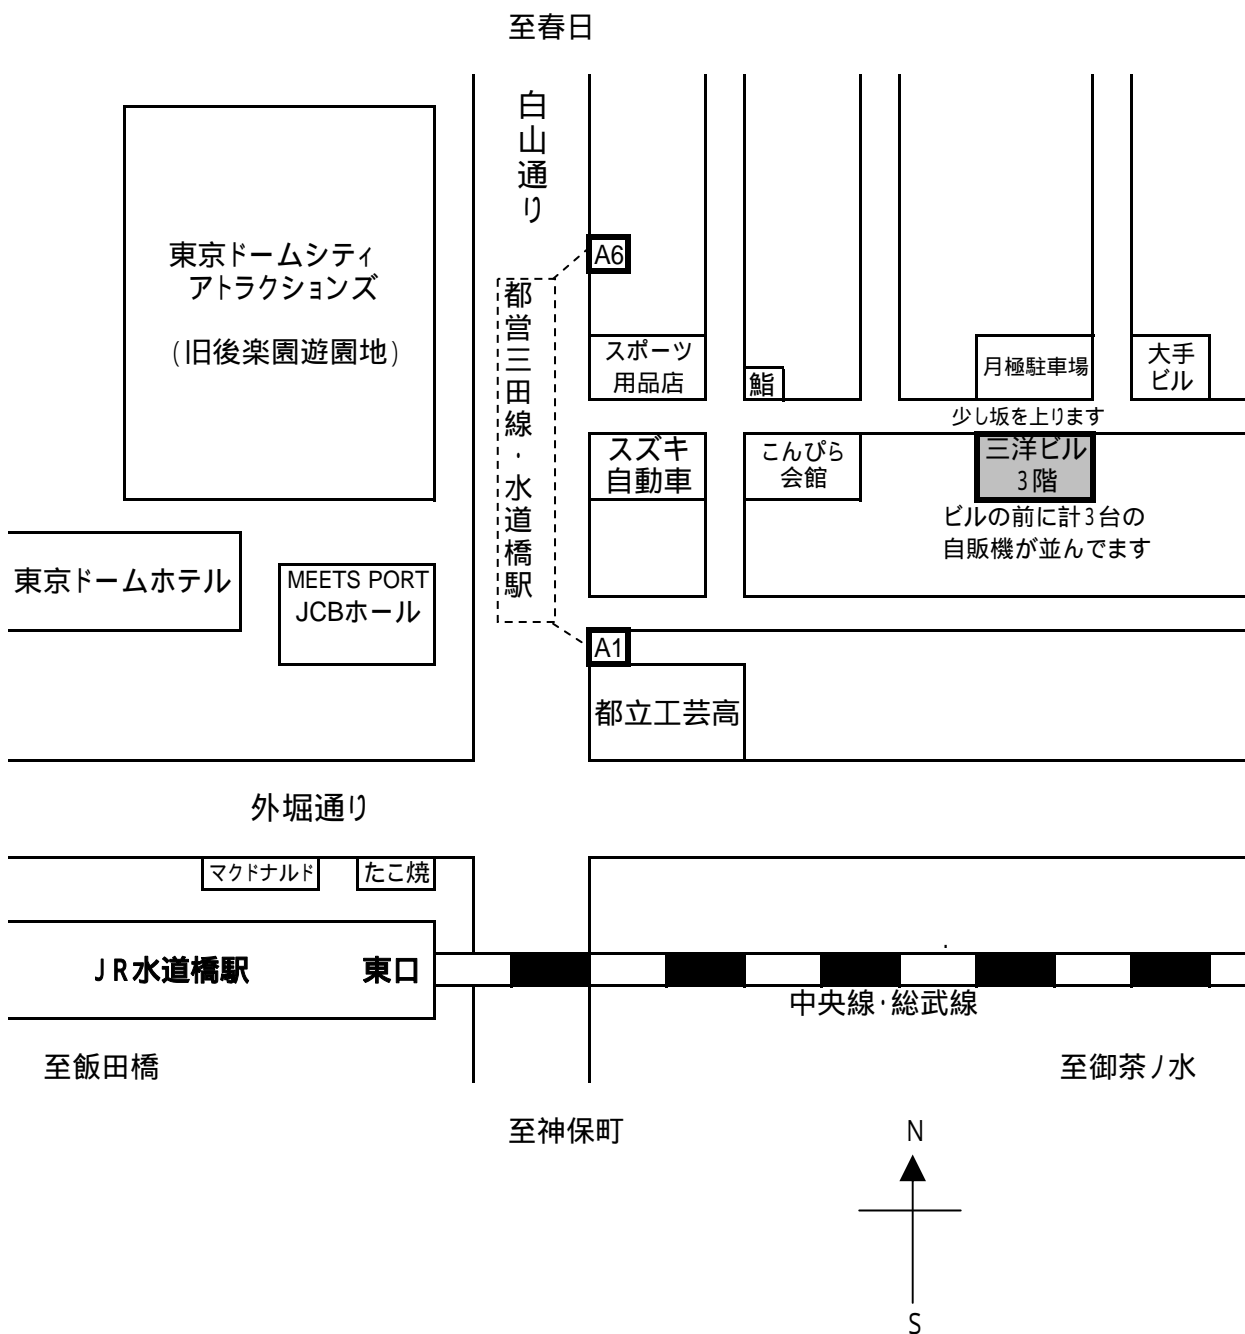 至春日
白山通り
東京ドームシティ
アトラクションズ
(旧後楽園遊園地)
A6
都営三田線・水道橋駅
スポーツ
用品店
鮨
月極駐車場
大手
ビル
少し坂を上ります
スズキ
自動車
こんぴら
会館
三洋ビル
3階
ビルの前に計3台の
自販機が並んでます
東京ドームホテル
MEETS PORT
JCBホール
A1
都立工芸高
外堀通り
マクドナルド
たこ焼
JR水道橋駅
東口
中央線・総武線
至飯田橋
至御茶ノ水
至神保町
N
S